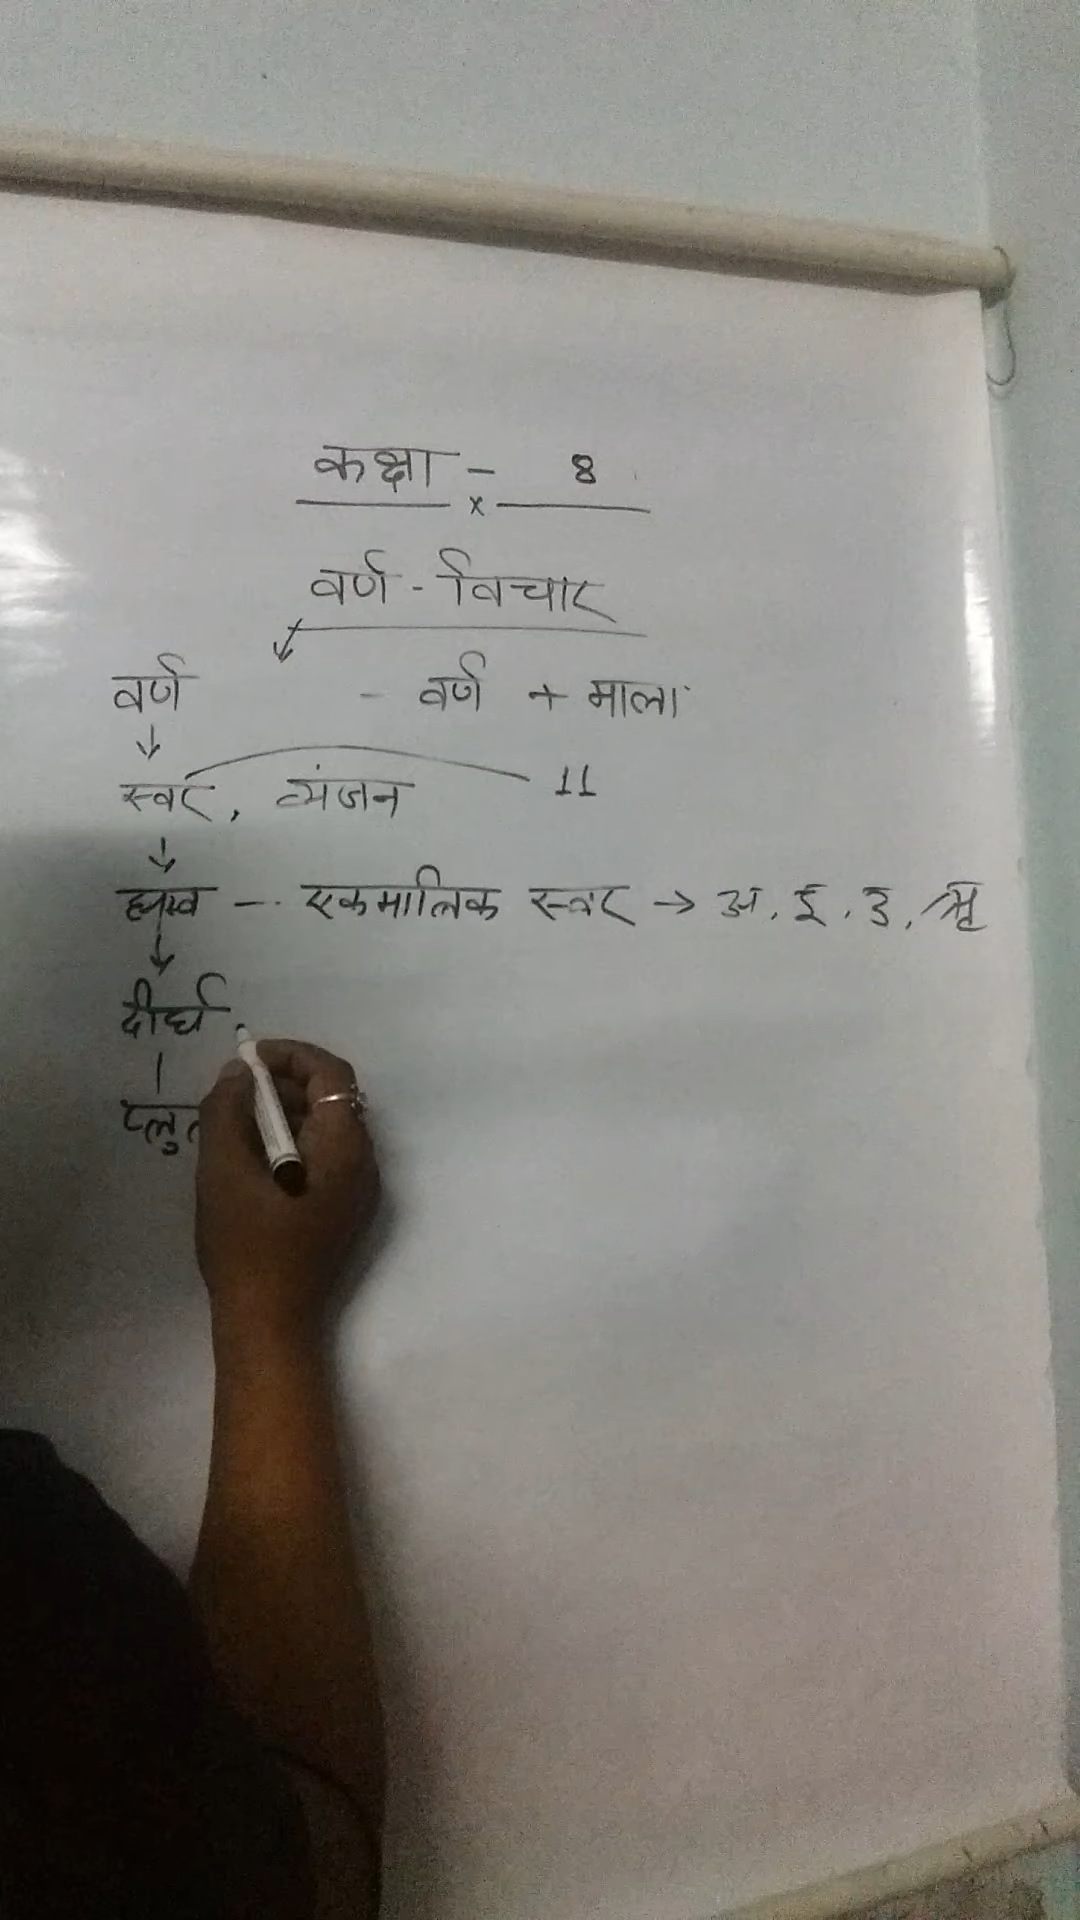 कक्षा - 8
x
वर्ण - विचार
वर्ण - वर्ण + माला
स्वर, व्यंजन 11
ह्रस्व - एकमात्रिक स्वर → अ, इ, उ, ऋ
दीर्घ
प्लुत